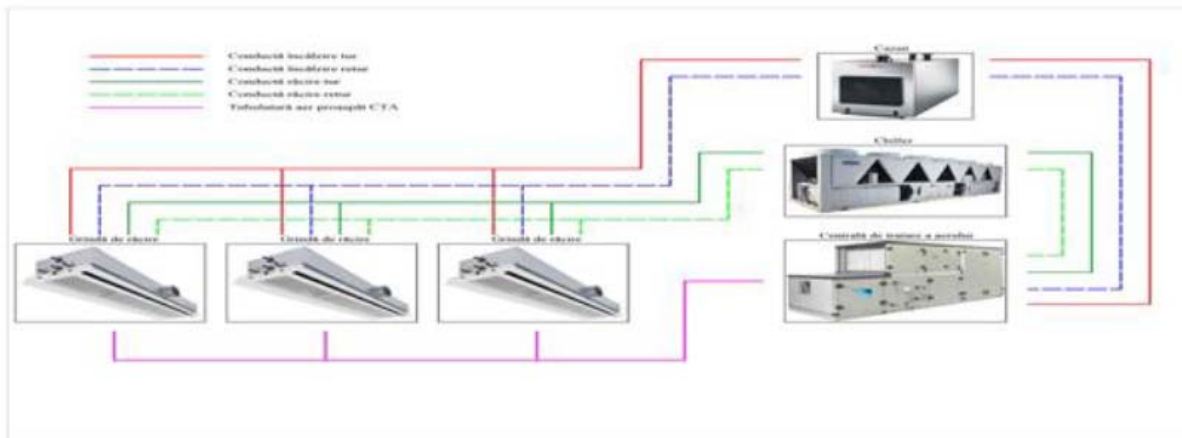 Conductă încălzire tur
Conductă încălzire retur
Conductă răcire tur
Conductă răcire retur
Tubulatură aer proaspăt CTA
Cazan
Chiller
Centrală de tratare a aerului
Grindă de răcire
Grindă de răcire
Grindă de răcire